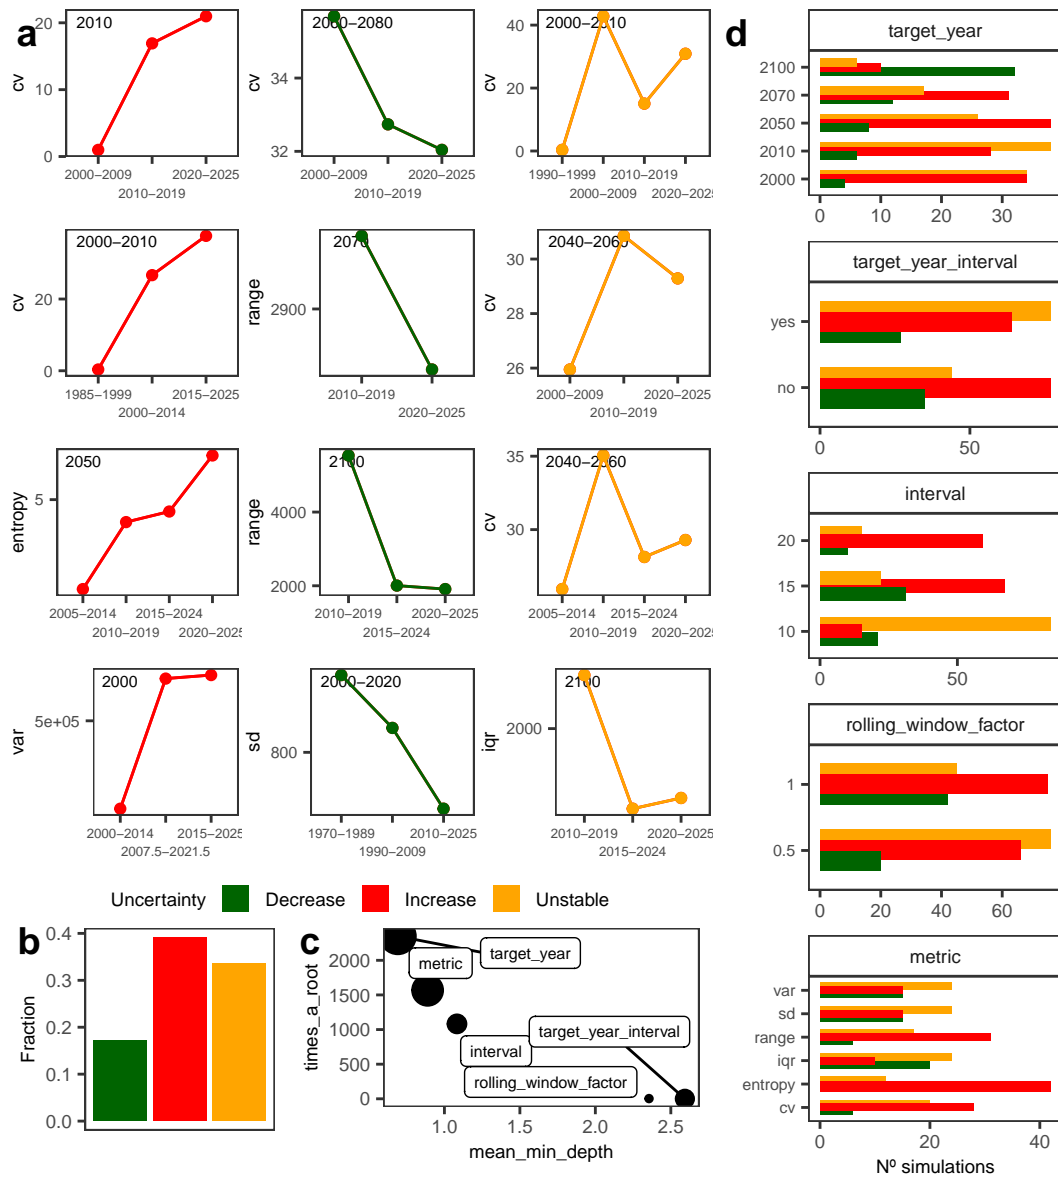 a
2010
cv
20
10
0
2000−2009
2020−2025
2010−2019
2060−2080
cv
34
32
2000−2009
2020−2025
2010−2019
2000−2010
cv
40
20
0
1990−1999
2010−2019
2000−2009
2020−2025
2000−2010
cv
20
0
1985−1999
2015−2025
2000−2014
2070
range
2900
2010−2019
2020−2025
2040−2060
cv
30
28
26
2000−2009
2020−2025
2010−2019
2050
entropy
5
2005−2014
2015−2024
2010−2019
2020−2025
2100
range
4000
2000
2010−2019
2020−2025
2015−2024
2040−2060
cv
35
30
2005−2014
2015−2024
2010−2019
2020−2025
2000
var
5e+05
2000−2014
2015−2025
2007.5−2021.5
2000−2020
sd
800
1970−1989
2010−2025
1990−2009
2100
iqr
2000
2010−2019
2020−2025
2015−2024
Uncertainty Decrease Increase Unstable
b
Fraction
0.4
0.3
0.2
0.1
0.0
c
times_a_root
2000
1500
1000
500
0
target_year
metric
target_year_interval
interval
rolling_window_factor
1.0
1.5
2.0
2.5
mean_min_depth
d
target_year
2100
2070
2050
2010
2000
0
10
20
30
target_year_interval
yes
no
0
50
interval
20
15
10
0
50
rolling_window_factor
1
0.5
0
20
40
60
metric
var
sd
range
iqr
entropy
cv
0
20
40
Nº simulations